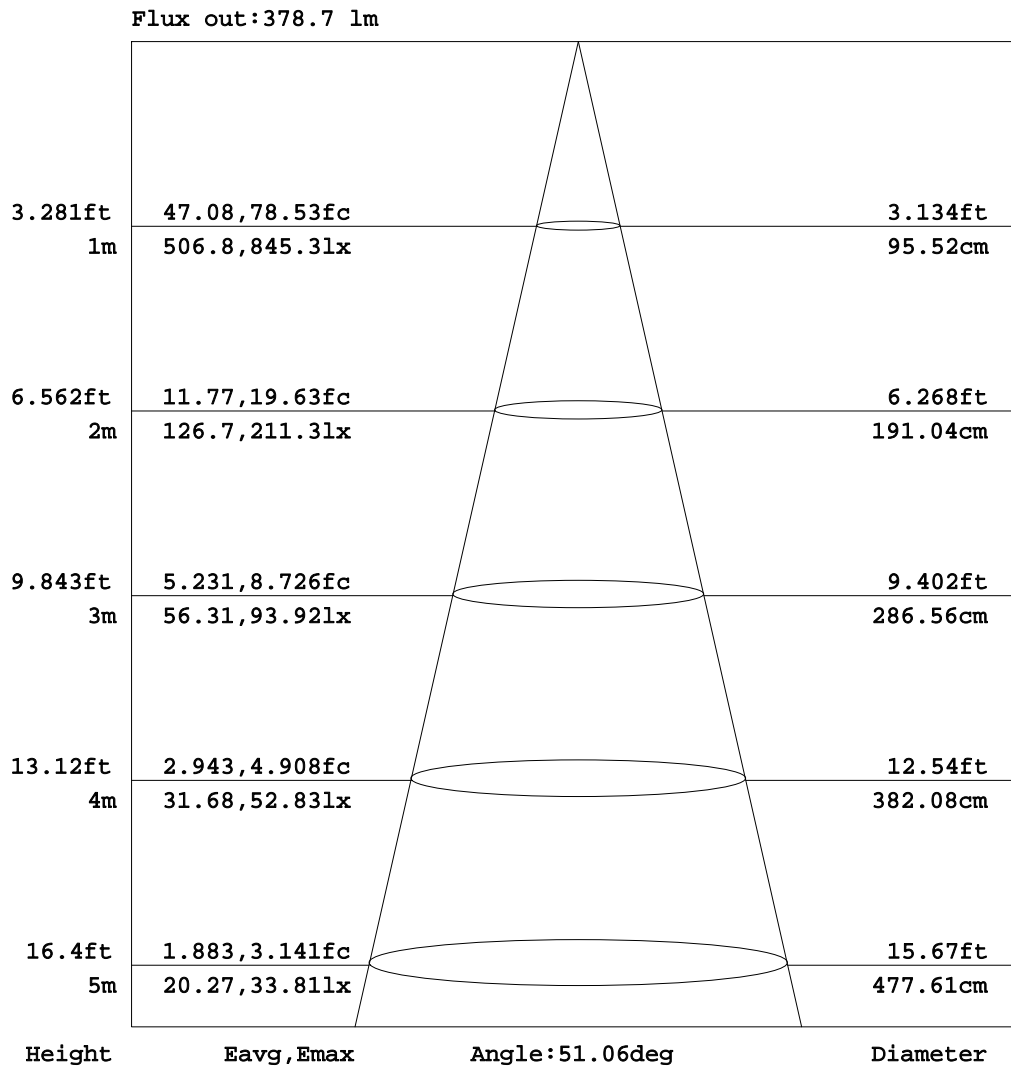 Flux out:378.7 lm
3.281ft 47.08,78.53fc 3.134ft
1m 506.8,845.3lx 95.52cm
6.562ft 11.77,19.63fc 6.268ft
2m 126.7,211.3lx 191.04cm
9.843ft 5.231,8.726fc 9.402ft
3m 56.31,93.92lx 286.56cm
13.12ft 2.943,4.908fc 12.54ft
4m 31.68,52.83lx 382.08cm
16.4ft 1.883,3.141fc 15.67ft
5m 20.27,33.81lx 477.61cm
Height Eavg,Emax Angle:51.06deg Diameter